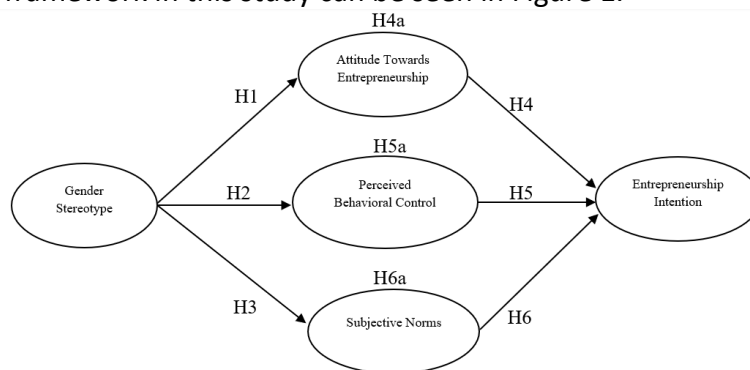 framework in this study can be seen in Figure 1.
H4a
Attitude Towards
Entrepreneurship
H1
H4
H5a
Gender
Stereotype
H2
Perceived
Behavioral Control
H5
Entrepreneurship
Intention
H6a
H3
Subjective Norms
H6